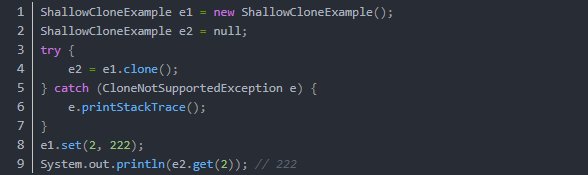 1 ShallowCloneExample e1 = new ShallowCloneExample();
2 ShallowCloneExample e2 = null;
3 try {
4     e2 = e1.clone();
5 } catch (CloneNotSupportedException e) {
6     e.printStackTrace();
7 }
8 e1.set(2, 222);
9 System.out.println(e2.get(2)); // 222